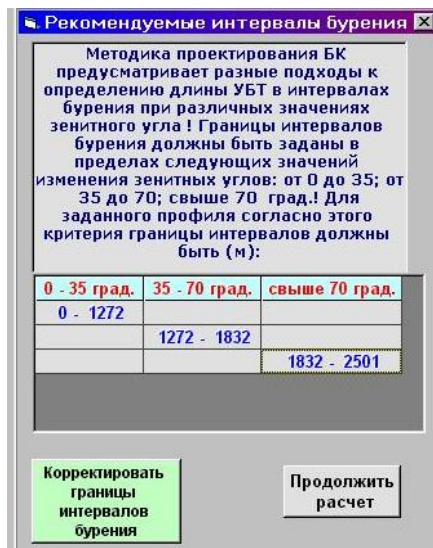 Рекомендуемые интервалы бурения
Методика проектирования БК
предусматривает разные подходы к
определению длины УБТ в интервалах
бурения при различных значениях
зенитного угла ! Границы интервалов
бурения должны быть заданы в
пределах следующих значений
изменения зенитных углов: от 0 до 35; от
35 до 70; свыше 70 град.! Для
заданного профиля согласно этого
критерия границы интервалов должны
быть (м):
0 - 35 град. 35 - 70 град. свыше 70 град.
0 - 1272
1272 - 1832
1832 - 2501
Корректировать
границы
интервалов
бурения
Продолжить
расчет